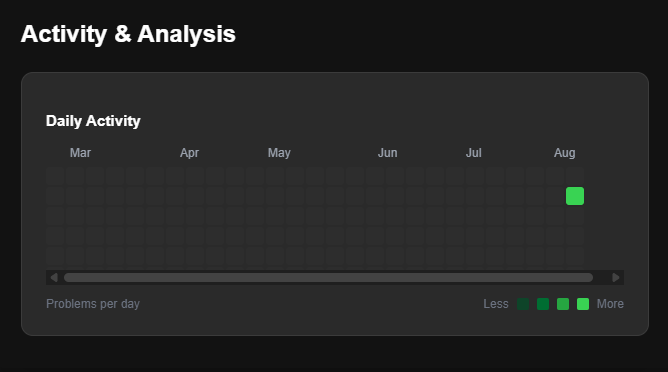 Activity & Analysis
Daily Activity
Mar Apr May Jun Jul Aug
Problems per day Less More